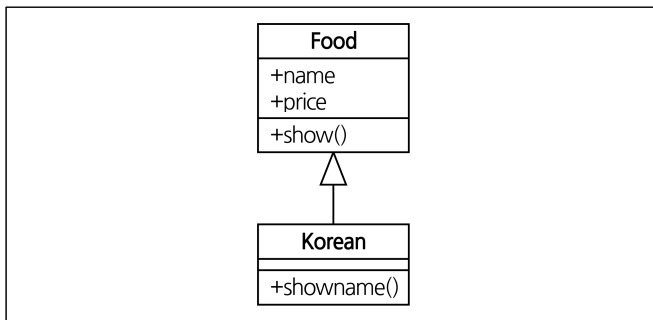 Food
+name
+price
+show()
Korean
+showname()